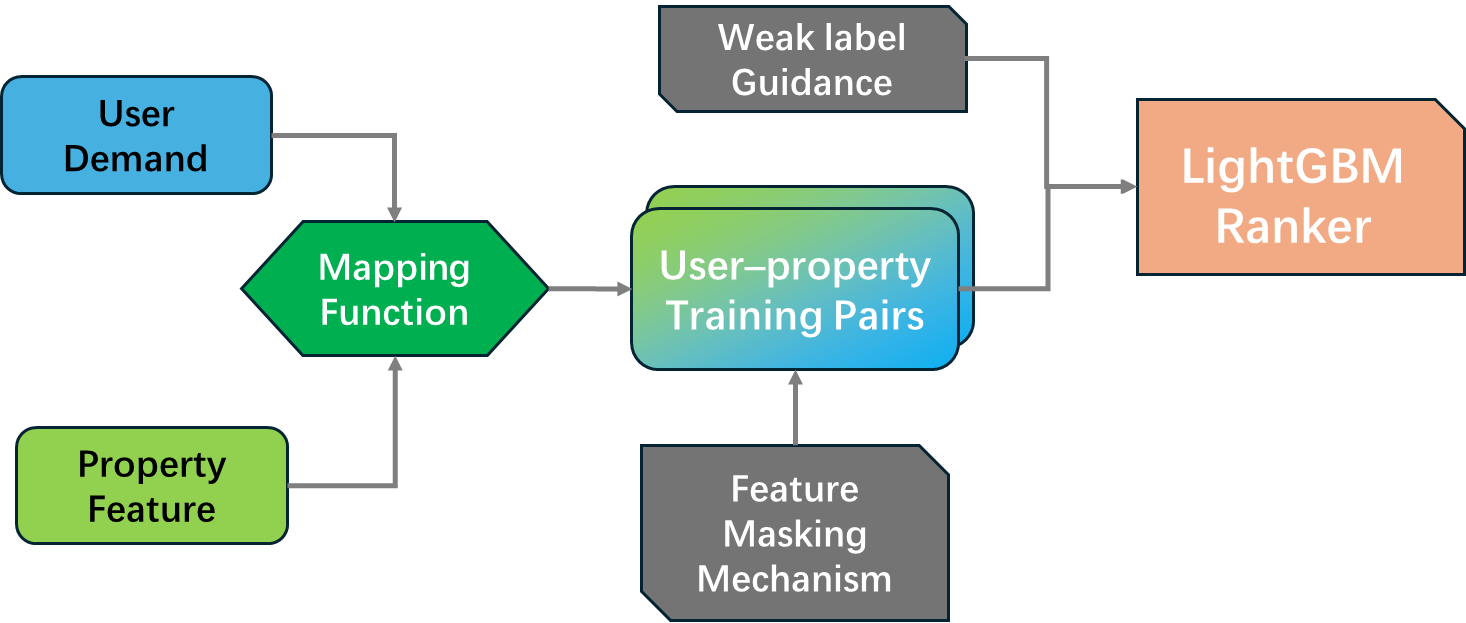 User
Demand
Property
Feature
Mapping
Function
Weak label
Guidance
User–property
Training Pairs
Feature
Masking
Mechanism
LightGBM
Ranker